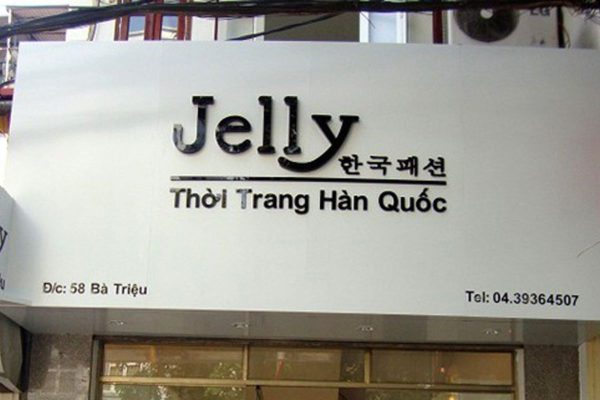 Jelly
한국패션
Thời Trang Hàn Quốc
Đ/c: 58 Bà Triệu
Tel: 04.39364507